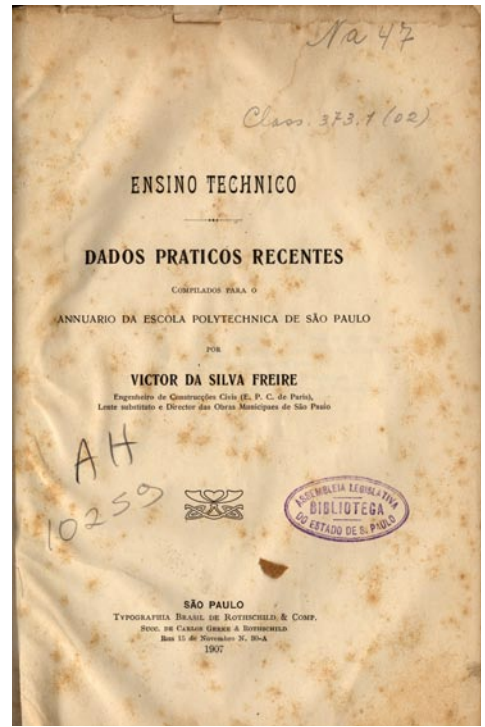 Na 47
Class. 373.1 (02)
ENSINO TECHNICO
DADOS PRATICOS RECENTES
COMPILADOS PARA O
ANNUARIO DA ESCOLA POLYTECHNICA DE SÃO PAULO
POR
VICTOR DA SILVA FREIRE
Engenheiro de Construcções Civis (E. P. C. de Paris),
Lente substituto e Director das Obras Municipaes de São Paulo
AH
10259
ASSEMBLEIA LEGISLATIVA
BIBLIOTECA
DO ESTADO DE S. PAULO
SÃO PAULO
TYPOGRAPHIA BRASIL DE ROTHSCHILD & COMP.
SUCC. DE CARLOS GERKE & ROTHSCHILD
Rua 15 de Novembro N. 30-A
1907